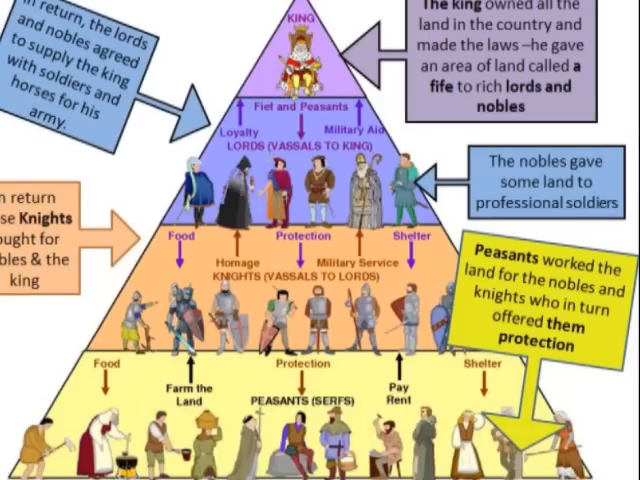 The king owned all the
land in the country and
made the laws –he gave
an area of land called a
fife to rich lords and
nobles
In return, the lords
and nobles agreed
to supply the king
with soldiers and
horses for his
army.
KING
Fief and Peasants
Loyalty
Military Aid
LORDS (VASSALS TO KING)
The nobles gave
some land to
professional soldiers
return
Knights
for
& the
king
Food
Protection
Shelter
Homage
Military Service
KNIGHTS (VASSALS TO LORDS)
Peasants worked the
land for the nobles and
knights who in turn
offered them
protection
Food
Protection
Shelter
Farm the
Land
Pay
Rent
PEASANTS (SERFS)